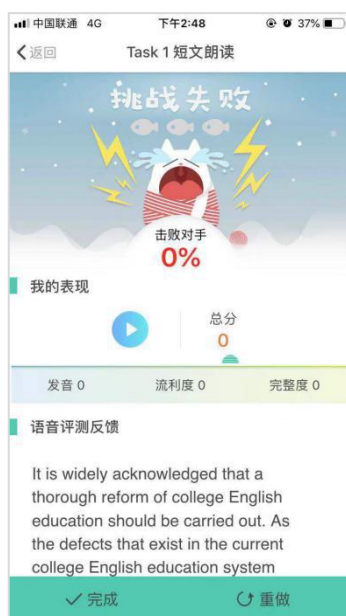 中国联通 4G 下午2:48 37%
返回 Task 1 短文朗读
挑战失败
击败对手
0%
我的表现
总分
0
发音 0 流利度 0 完整度 0
语音评测反馈
It is widely acknowledged that a
thorough reform of college English
education should be carried out. As
the defects that exist in the current
college English education system
完成 重做